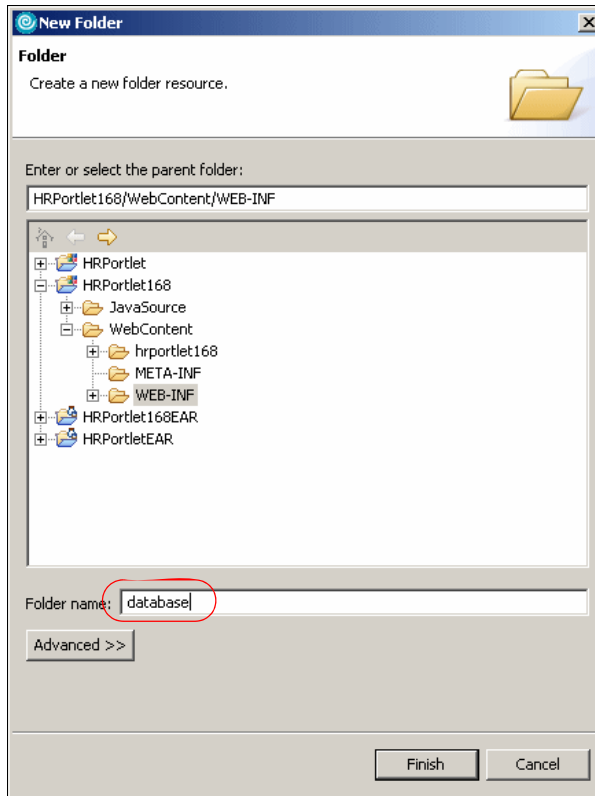 New Folder
Folder
Create a new folder resource.
Enter or select the parent folder:
HRPortlet168/WebContent/WEB-INF
HRPortlet
HRPortlet168
JavaSource
WebContent
hrportlet168
META-INF
WEB-INF
HRPortlet168EAR
HRPortletEAR
Folder name: database
Advanced >>
Finish Cancel